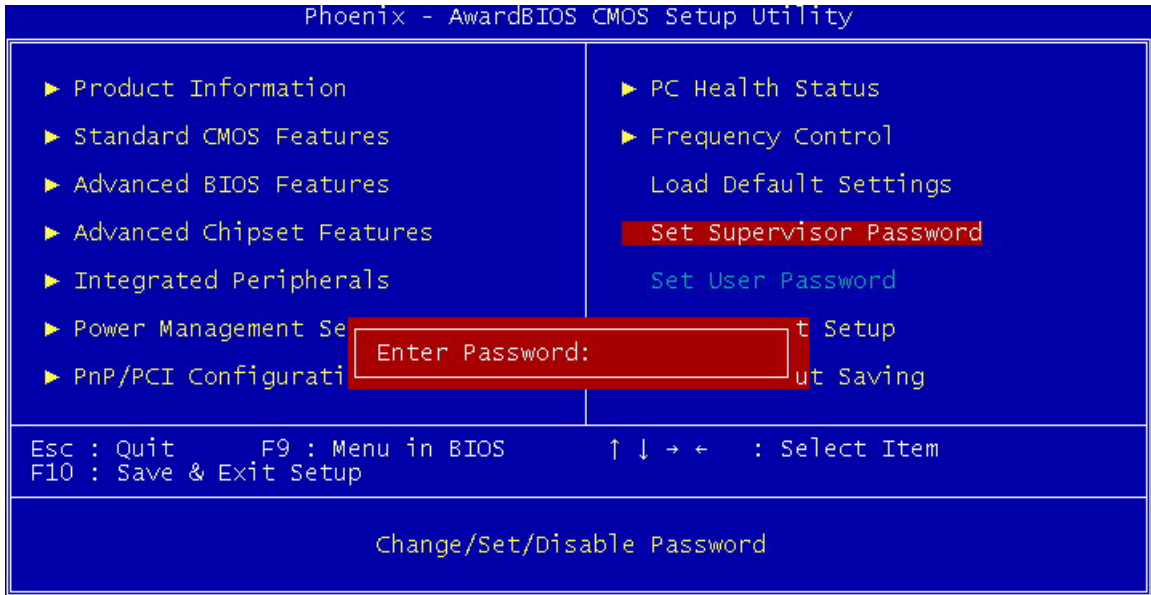 Phoenix - AwardBIOS CMOS Setup Utility
► Product Information
► Standard CMOS Features
► Advanced BIOS Features
► Advanced Chipset Features
► Integrated Peripherals
► Power Management Se
► PnP/PCI Configurati
► PC Health Status
► Frequency Control
Load Default Settings
Set Supervisor Password
Set User Password
t Setup
ut Saving
Enter Password:
Esc : Quit F9 : Menu in BIOS ↑ ↓ → ← : Select Item
F10 : Save & Exit Setup
Change/Set/Disable Password